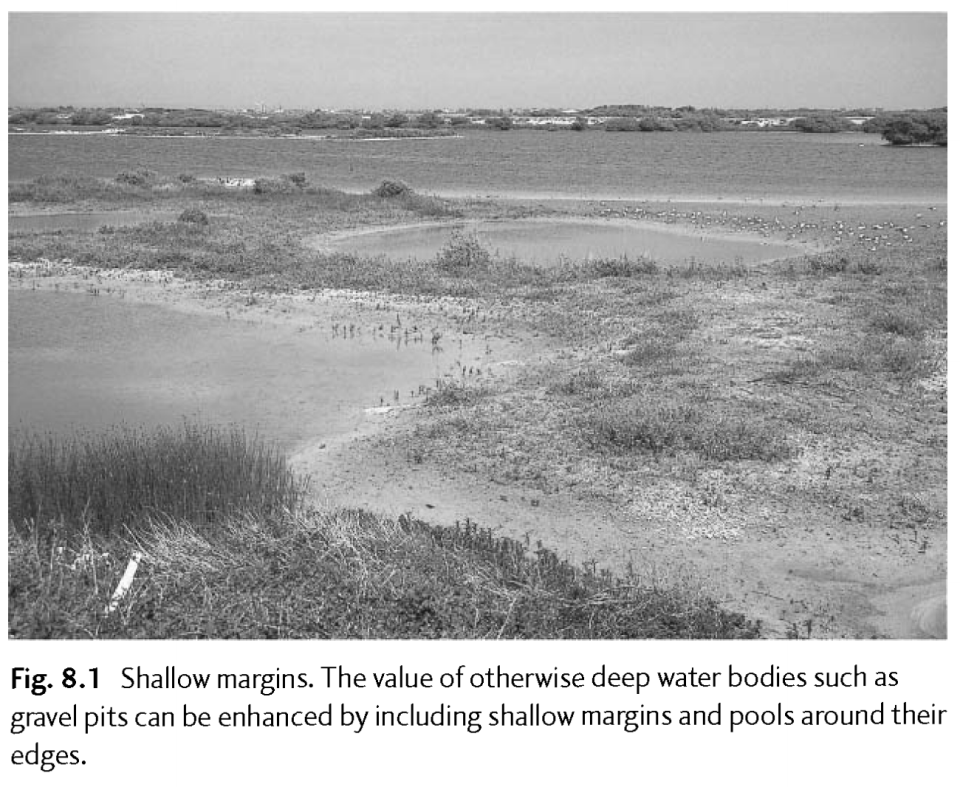 Fig. 8.1 Shallow margins. The value of otherwise deep water bodies such as
gravel pits can be enhanced by including shallow margins and pools around their
edges.